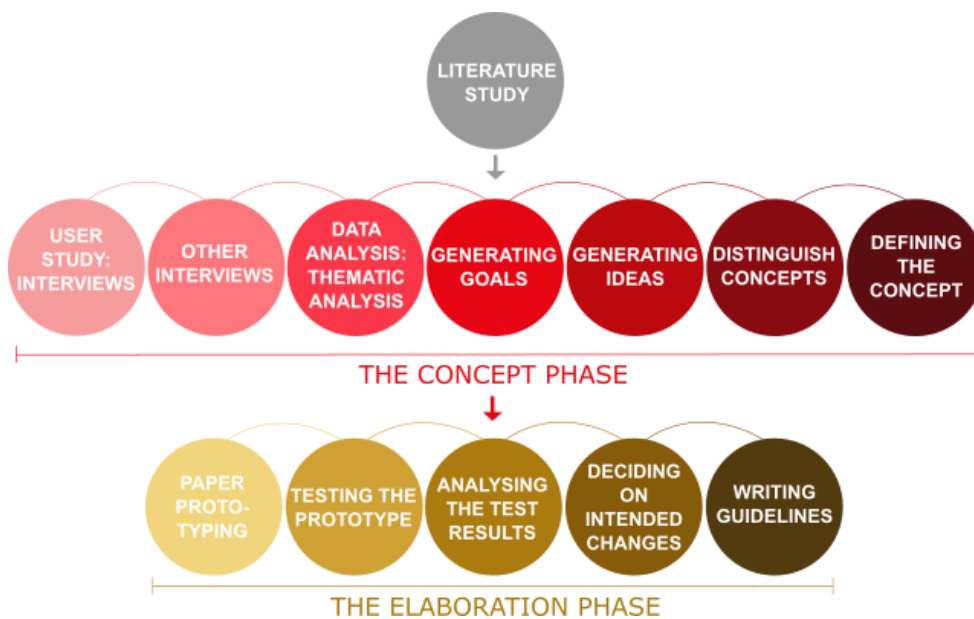 LITERATURE
STUDY
USER
STUDY:
INTERVIEWS
OTHER
INTERVIEWS
DATA
ANALYSIS:
THEMATIC
ANALYSIS
GENERATING
GOALS
GENERATING
IDEAS
DISTINGUISH
CONCEPTS
DEFINING
THE
CONCEPT
THE CONCEPT PHASE
PAPER
PROTO-
TYPING
TESTING THE
PROTOTYPE
ANALYSING
THE TEST
RESULTS
DECIDING
ON
INTENDED
CHANGES
WRITING
GUIDELINES
THE ELABORATION PHASE